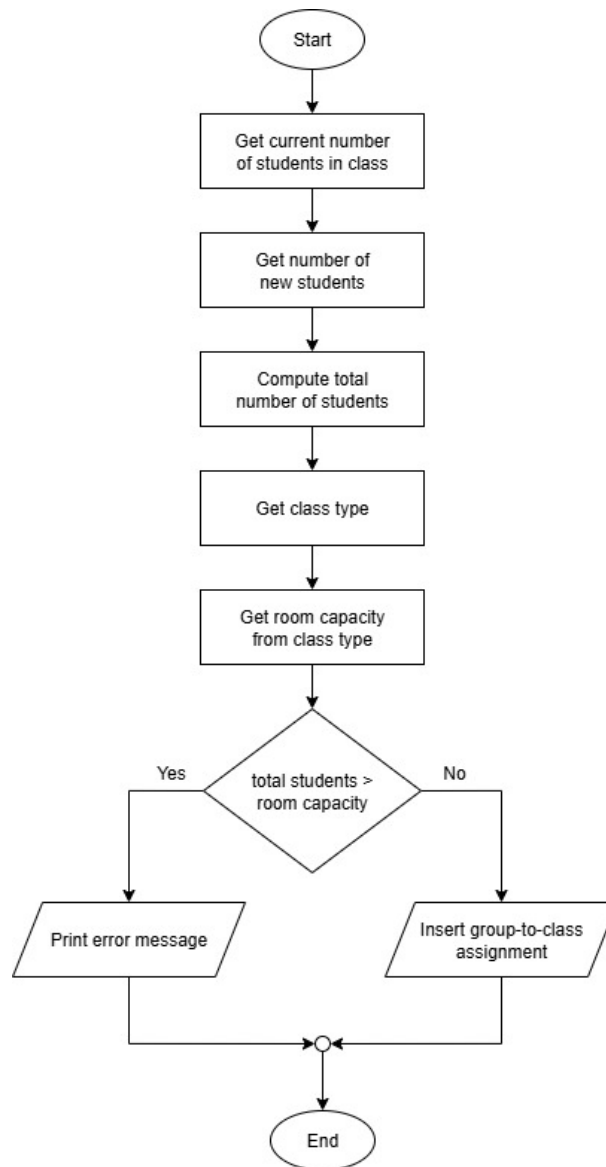 Start
Get current number
of students in class
Get number of
new students
Compute total
number of students
Get class type
Get room capacity
from class type
total students >
room capacity
Yes
No
Print error message
Insert group-to-class
assignment
End